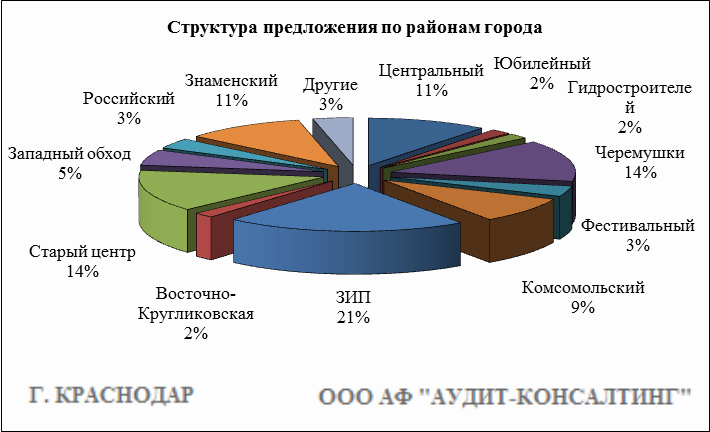 Структура предложения по районам города
Центральный
11%
Юбилейный
2%
Гидростроителе
й
2%
Черемушки
14%
Фестивальный
3%
Комсомольский
9%
ЗИП
21%
Восточно-
Кругликовская
2%
Старый центр
14%
Западный обход
5%
Российский
3%
Знаменский
11%
Другие
3%
Г. КРАСНОДАР
ООО АФ "АУДИТ-КОНСАЛТИНГ"